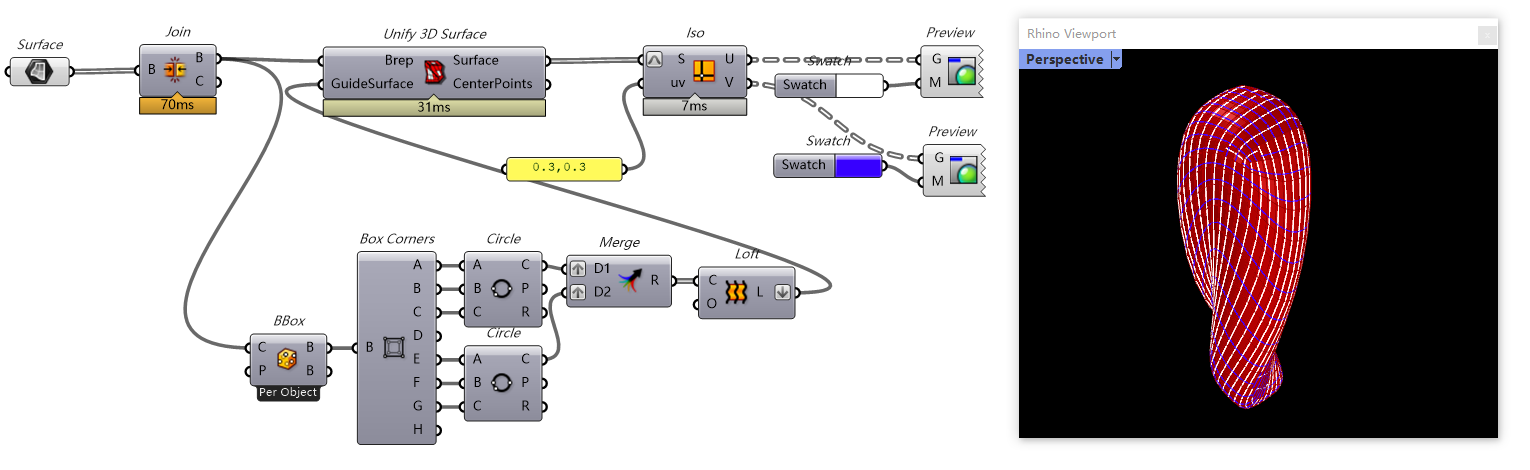 Surface
Join
B
B
C
70ms
Unify 3D Surface
Brep
GuideSurface
Surface
CenterPoints
31ms
Iso
S
uv
U
V
7ms
0.3,0.3
Swatch
Swatch
Preview
G
M
Swatch
Swatch
Preview
G
M
BBox
C
P
B
B
Per Object
Box Corners
B
A
B
C
D
E
F
G
H
Circle
A
B
C
C
P
R
Circle
A
B
C
C
P
R
Merge
D1
D2
R
Loft
C
O
L
Rhino Viewport
Perspective